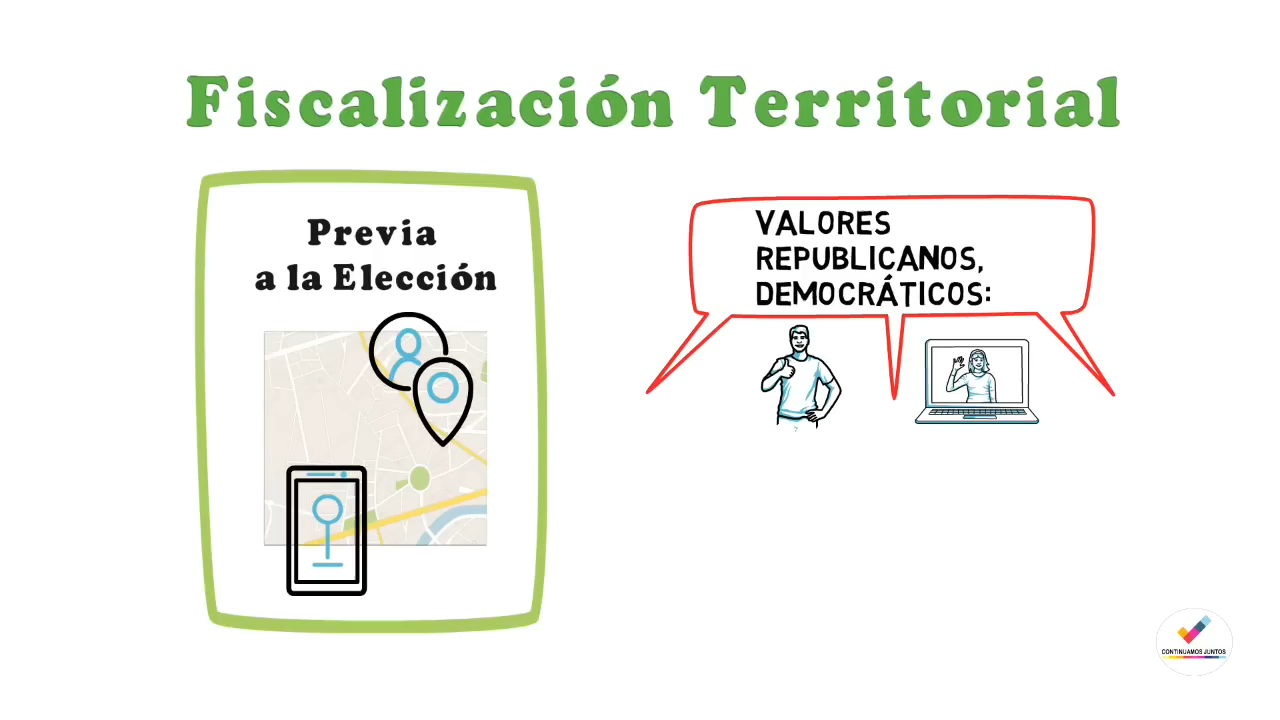 Fiscalización Territorial
Previa
a la Elección
VALORES
REPUBLICANOS,
DEMOCRÁTICOS:
CONTINUAMOS JUNTOS